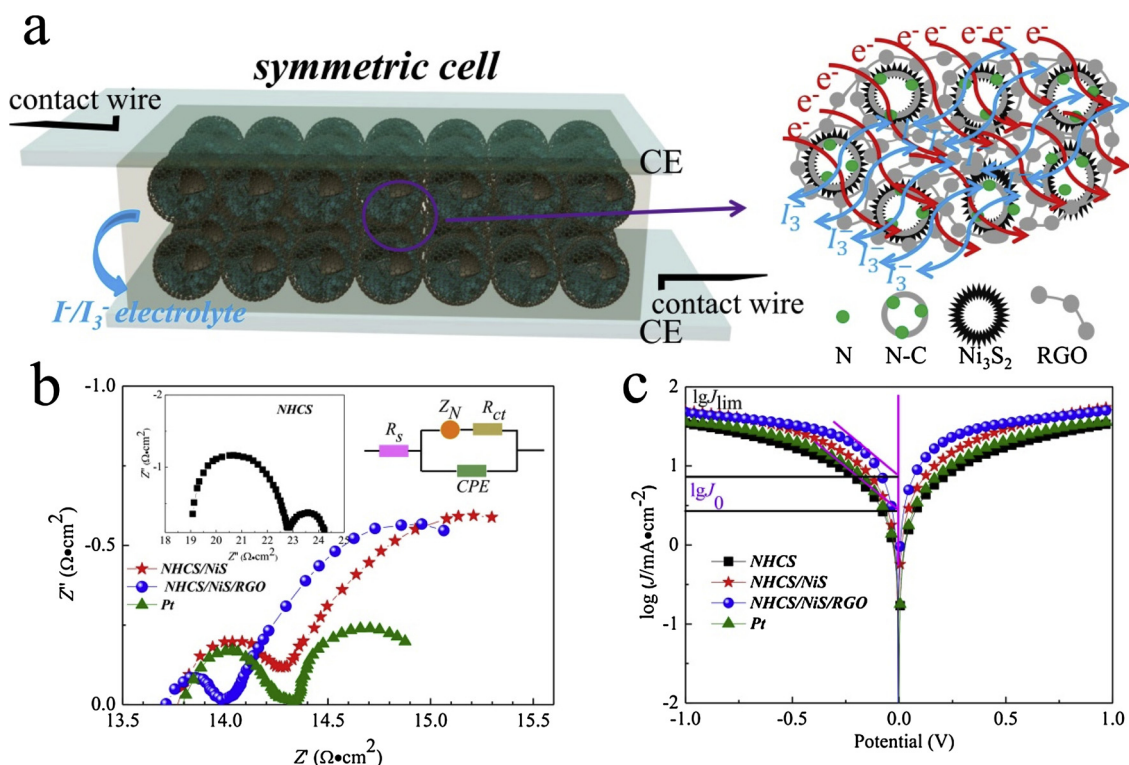 a
symmetric cell
contact wire
CE
I⁻/I₃⁻ electrolyte
contact wire
CE
e⁻ e⁻ e⁻ e⁻ e⁻ e⁻
e⁻
e⁻
e⁻
I₃⁻
I₃⁻
I₃⁻
I₃⁻
I₃⁻
N N-C Ni₃S₂ RGO
b
-1.0
-0.5
0.0
Z'' (Ω•cm²)
13.5 14.0 14.5 15.0 15.5
Z' (Ω•cm²)
NHCS
-2
-1
Z'' (Ω•cm²)
18 19 20 21 22 23 24 25
Z'' (Ω•cm²)
R_s
Z_N
R_ct
CPE
NHCS/NiS
NHCS/NiS/RGO
Pt
c
2
1
0
-1
-2
log (J/mA•cm-2)
lgJ_lim
lgJ_0
NHCS
NHCS/NiS
NHCS/NiS/RGO
Pt
-1.0 -0.5 0.0 0.5 1.0
Potential (V)